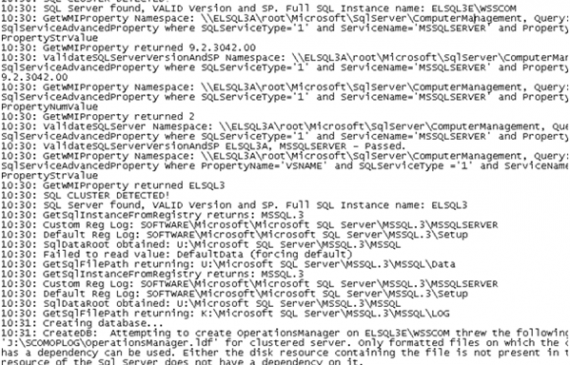 10:30: SQL Server found, VALID Version and SP. Full SQL Instance name: ELSQL3E\WSSCOM
10:30: GetWMIProperty Namespace: \\ELSQL3A\root\Microsoft\SqlServer\ComputerManagement, Query:
SqlServiceAdvancedProperty where SQLServiceType='1' and ServiceName='MSSQLSERVER' and Property
PropertyStrValue
10:30: GetWMIProperty returned 9.2.3042.00
10:30: ValidateSQLServerVersionAndSP Namespace: \\ELSQL3A\root\Microsoft\SqlServer\ComputerMan
SqlServiceAdvancedProperty where SQLServiceType='1' and ServiceName='MSSQLSERVER' and Property
9.2.3042.00
10:30: GetWMIProperty Namespace: \\ELSQL3A\root\Microsoft\SqlServer\ComputerManagement, Query:
SqlServiceAdvancedProperty where SQLServiceType='1' and ServiceName='MSSQLSERVER' and Property
PropertyNumValue
10:30: GetWMIProperty returned 2
10:30: ValidateSQLServer Namespace: \\ELSQL3A\root\Microsoft\SqlServer\ComputerManagement, Que
SqlServiceAdvancedProperty where SQLServiceType='1' and ServiceName='MSSQLSERVER' and Property
10:30: ValidateSQLServerVersionAndSP ELSQL3A, MSSQLSERVER - Passed.
10:30: GetWMIProperty Namespace: \\ELSQL3A\root\Microsoft\SqlServer\ComputerManagement, Query:
SqlServiceAdvancedProperty where PropertyName='VSNAME' and SQLServiceType ='1' and ServiceName
PropertyStrValue
10:30: GetWMIProperty returned ELSQL3
10:30: SQL CLUSTER DETECTED!
10:30: SQL Server found, VALID Version and SP. Full SQL Instance name: ELSQL3
10:30: GetSqlInstanceFromRegistry returns: MSSQL.3
10:30: Custom Reg Log: SOFTWARE\Microsoft\Microsoft SQL Server\MSSQL.3\MSSQLSERVER
10:30: Default Reg Log: SOFTWARE\Microsoft\Microsoft SQL Server\MSSQL.3\Setup
10:30: SqlDataRoot obtained: U:\Microsoft SQL Server\MSSQL.3\MSSQL
10:30: Failed to read value: DefaultData (forcing default)
10:30: GetSqlFilePath returning: U:\Microsoft SQL Server\MSSQL.3\MSSQL\Data
10:30: GetSqlInstanceFromRegistry returns: MSSQL.3
10:30: Custom Reg Log: SOFTWARE\Microsoft\Microsoft SQL Server\MSSQL.3\MSSQLSERVER
10:30: Default Reg Log: SOFTWARE\Microsoft\Microsoft SQL Server\MSSQL.3\Setup
10:30: SqlDataRoot obtained: U:\Microsoft SQL Server\MSSQL.3\MSSQL
10:30: GetSqlFilePath returning: K:\Microsoft SQL Server\MSSQL.3\MSSQL\LOG
10:31: Creating database...
10:31: CreateDB: Attempting to create OperationsManager on ELSQL3E\WSSCOM threw the following
'J:\SCOMOPLOG\OperationsManager.ldf' for clustered server. Only formatted files on which the c
has a dependency can be used. Either the disk resource containing the file is not present in t
resource of the Sql Server does not have a dependency on it.